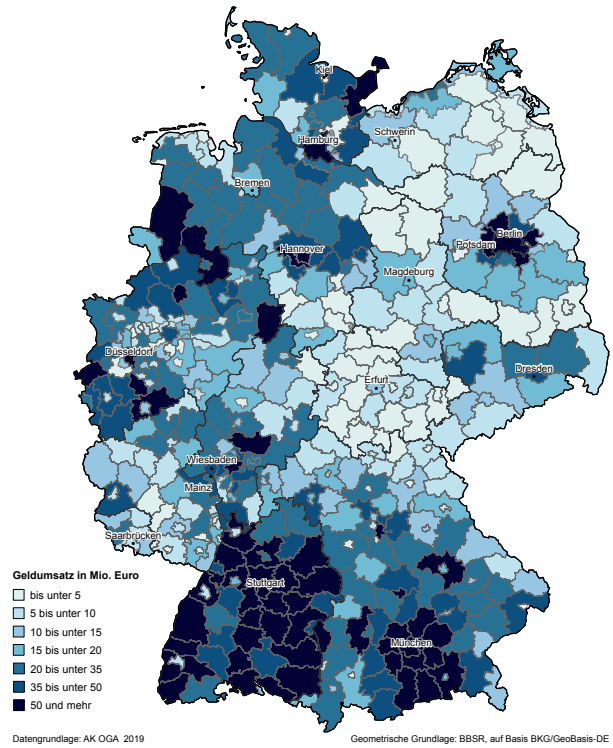 Kiel
Hamburg
Schwerin
Bremen
Hannover
Berlin
Potsdam
Magdeburg
Düsseldorf
Erfurt
Dresden
Wiesbaden
Mainz
Saarbrücken
Stuttgart
München
Geldumsatz in Mio. Euro
bis unter 5
5 bis unter 10
10 bis unter 15
15 bis unter 20
20 bis unter 35
35 bis unter 50
50 und mehr
Datengrundlage: AK OGA 2019
Geometrische Grundlage: BBSR, auf Basis BKG/GeoBasis-DE